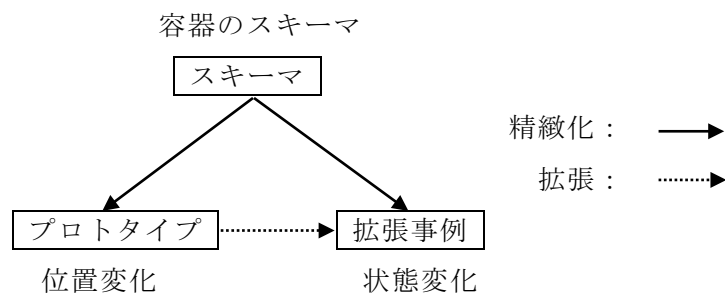 容器のスキーマ
スキーマ
精緻化：
拡張：
プロトタイプ
拡張事例
位置変化
状態変化